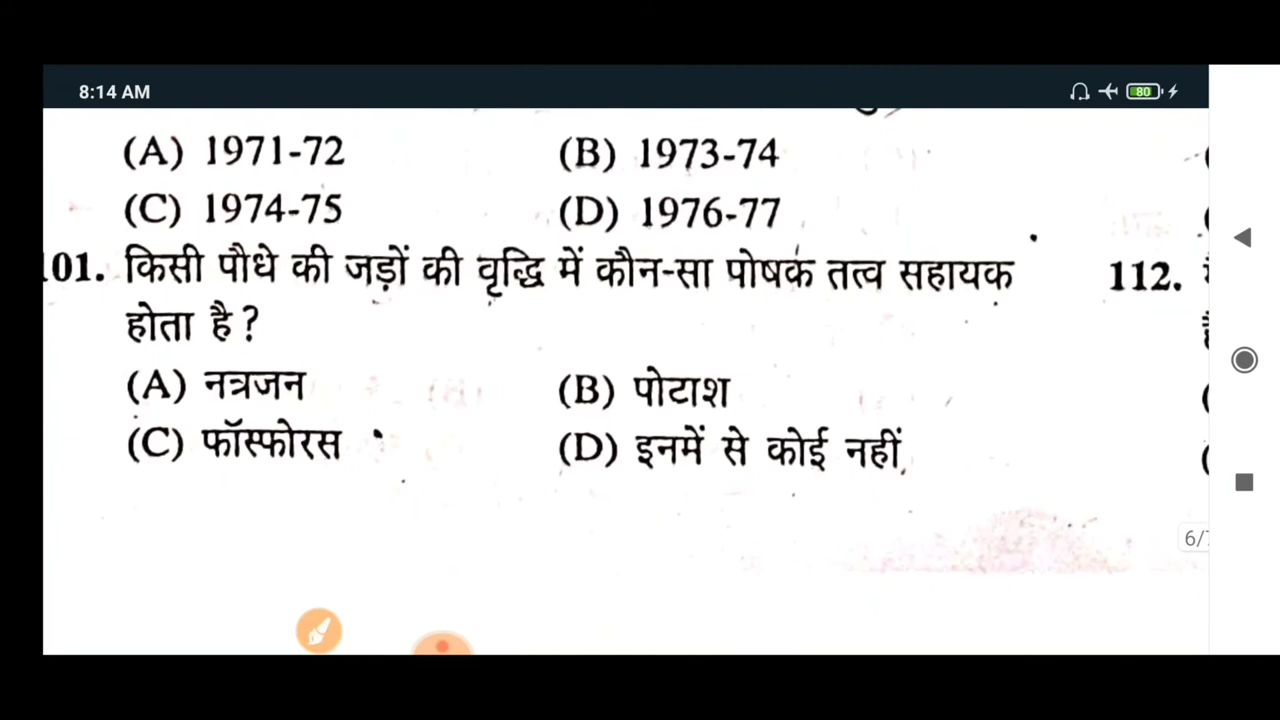 8:14 AM
80
(A) 1971-72 (B) 1973-74
(C) 1974-75 (D) 1976-77
101. किसी पौधे की जड़ों की वृद्धि में कौन-सा पोषक तत्व सहायक
होता है ?
(A) नत्रजन (B) पोटाश
(C) फॉस्फोरस (D) इनमें से कोई नहीं
112.
6/